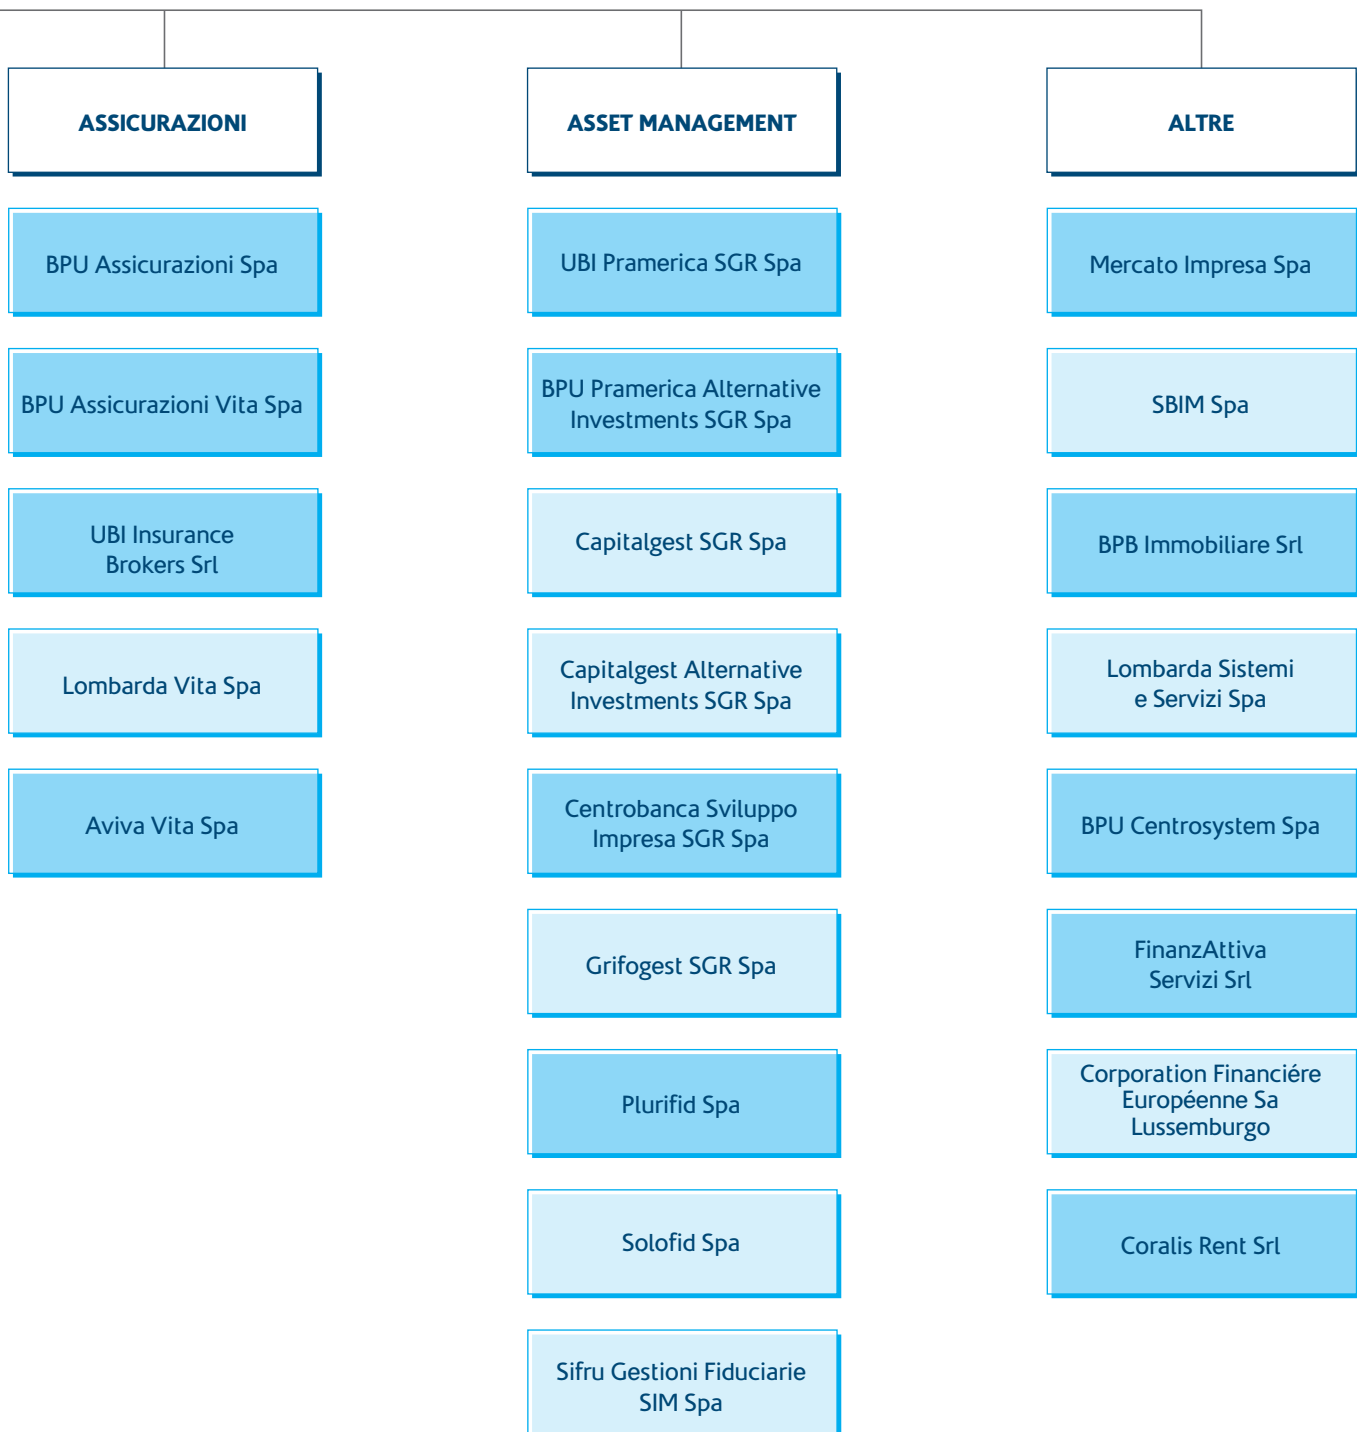 ASSICURAZIONI
BPU Assicurazioni Spa
BPU Assicurazioni Vita Spa
UBI Insurance
Brokers Srl
Lombarda Vita Spa
Aviva Vita Spa
ASSET MANAGEMENT
UBI Pramerica SGR Spa
BPU Pramerica Alternative
Investments SGR Spa
Capitalgest SGR Spa
Capitalgest Alternative
Investments SGR Spa
Centrobanca Sviluppo
Impresa SGR Spa
Grifogest SGR Spa
Plurifid Spa
Solofid Spa
Sifru Gestioni Fiduciarie
SIM Spa
ALTRE
Mercato Impresa Spa
SBIM Spa
BPB Immobiliare Srl
Lombarda Sistemi
e Servizi Spa
BPU Centrosystem Spa
FinanzAttiva
Servizi Srl
Corporation Financiére
Européenne Sa
Lussemburgo
Coralis Rent Srl